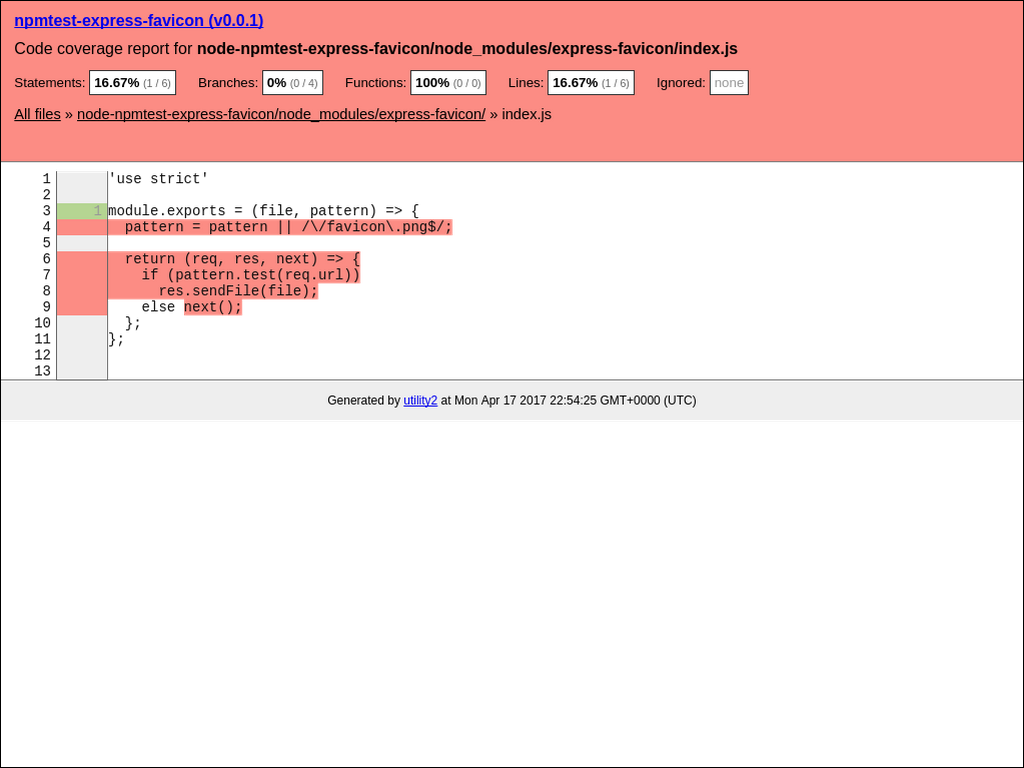 npmtest-express-favicon (v0.0.1)
Code coverage report for node-npmtest-express-favicon/node_modules/express-favicon/index.js
Statements: 16.67% (1 / 6) Branches: 0% (0 / 4) Functions: 100% (0 / 0) Lines: 16.67% (1 / 6) Ignored: none
All files » node-npmtest-express-favicon/node_modules/express-favicon/ » index.js
1 'use strict'
2
3 1 module.exports = (file, pattern) => {
4   pattern = pattern || /\/favicon\.png$/;
5
6   return (req, res, next) => {
7     if (pattern.test(req.url))
8       res.sendFile(file);
9     else next();
10   };
11 };
12
13
Generated by utility2 at Mon Apr 17 2017 22:54:25 GMT+0000 (UTC)